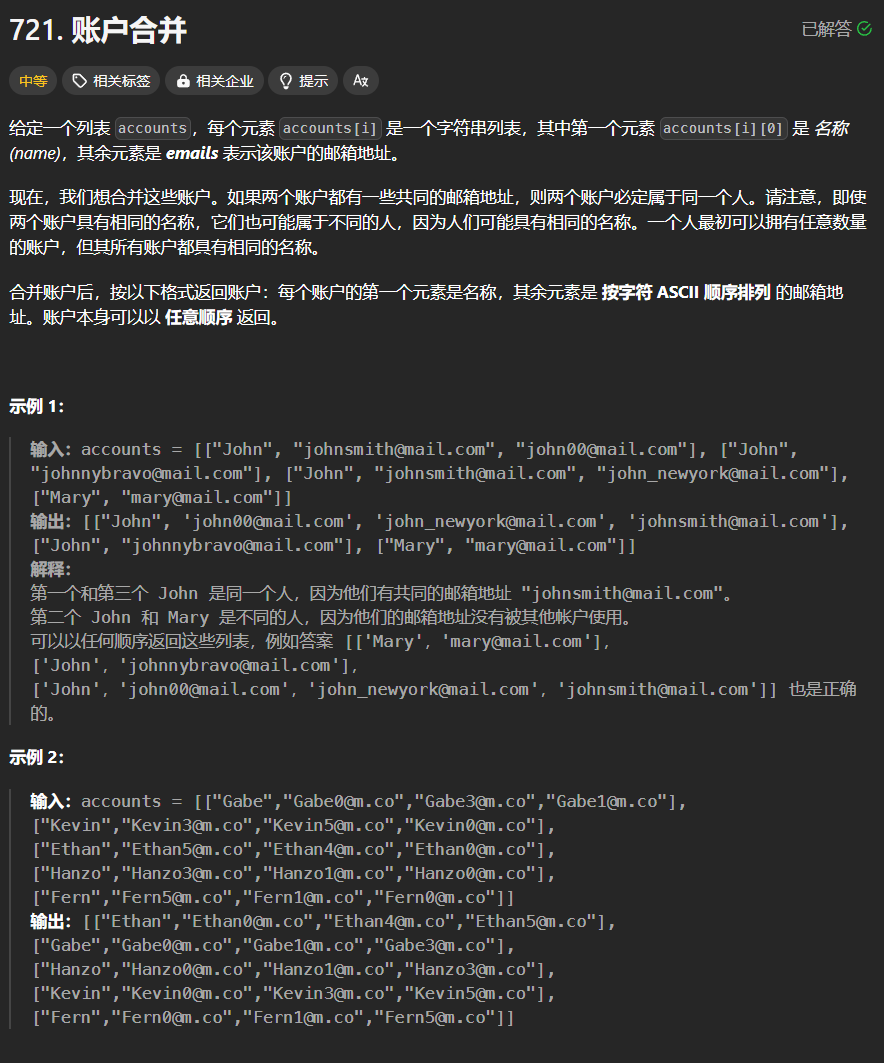 721. 账户合并
已解答
中等 相关标签 相关企业 提示 Aあ
给定一个列表 accounts，每个元素 accounts[i] 是一个字符串列表，其中第一个元素 accounts[i][0] 是 名称
(name)，其余元素是 emails 表示该账户的邮箱地址。
现在，我们想合并这些账户。如果两个账户都有一些共同的邮箱地址，则两个账户必定属于同一个人。请注意，即使
两个账户具有相同的名称，它们也可能属于不同的人，因为人们可能具有相同的名称。一个人最初可以拥有任意数量
的账户，但其所有账户都具有相同的名称。
合并账户后，按以下格式返回账户：每个账户的第一个元素是名称，其余元素是 按字符 ASCII 顺序排列 的邮箱地
址。账户本身可以以 任意顺序 返回。
示例 1：
输入：accounts = [["John", "johnsmith@mail.com", "john00@mail.com"], ["John",
"johnnybravo@mail.com"], ["John", "johnsmith@mail.com", "john_newyork@mail.com"],
["Mary", "mary@mail.com"]]
输出：[["John", 'john00@mail.com', 'john_newyork@mail.com', 'johnsmith@mail.com'],
["John", "johnnybravo@mail.com"], ["Mary", "mary@mail.com"]]
解释：
第一个和第三个 John 是同一个人，因为他们有共同的邮箱地址 "johnsmith@mail.com"。
第二个 John 和 Mary 是不同的人，因为他们的邮箱地址没有被其他帐户使用。
可以以任何顺序返回这些列表，例如答案 [['Mary'，'mary@mail.com']，
['John'，'johnnybravo@mail.com']，
['John'，'john00@mail.com'，'john_newyork@mail.com'，'johnsmith@mail.com']] 也是正确
的。
示例 2：
输入：accounts = [["Gabe","Gabe0@m.co","Gabe3@m.co","Gabe1@m.co"],
["Kevin","Kevin3@m.co","Kevin5@m.co","Kevin0@m.co"],
["Ethan","Ethan5@m.co","Ethan4@m.co","Ethan0@m.co"],
["Hanzo","Hanzo3@m.co","Hanzo1@m.co","Hanzo0@m.co"],
["Fern","Fern5@m.co","Fern1@m.co","Fern0@m.co"]]
输出：[["Ethan","Ethan0@m.co","Ethan4@m.co","Ethan5@m.co"],
["Gabe","Gabe0@m.co","Gabe1@m.co","Gabe3@m.co"],
["Hanzo","Hanzo0@m.co","Hanzo1@m.co","Hanzo3@m.co"],
["Kevin","Kevin0@m.co","Kevin3@m.co","Kevin5@m.co"],
["Fern","Fern0@m.co","Fern1@m.co","Fern5@m.co"]]